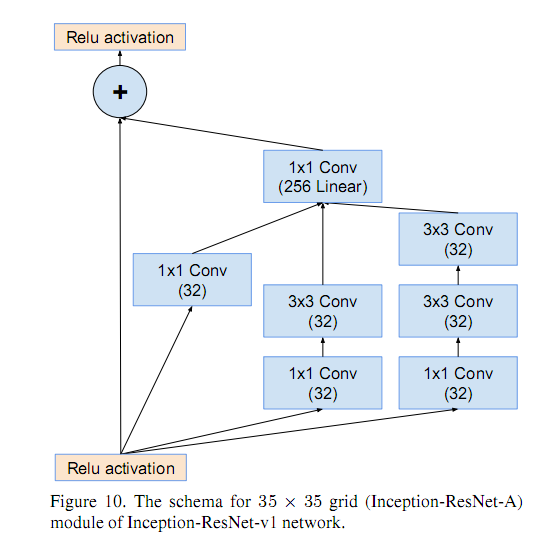 Relu activation
+
1x1 Conv
(256 Linear)
3x3 Conv
(32)
1x1 Conv
(32)
3x3 Conv
(32)
3x3 Conv
(32)
1x1 Conv
(32)
1x1 Conv
(32)
Relu activation
Figure 10. The schema for 35 × 35 grid (Inception-ResNet-A)
module of Inception-ResNet-v1 network.